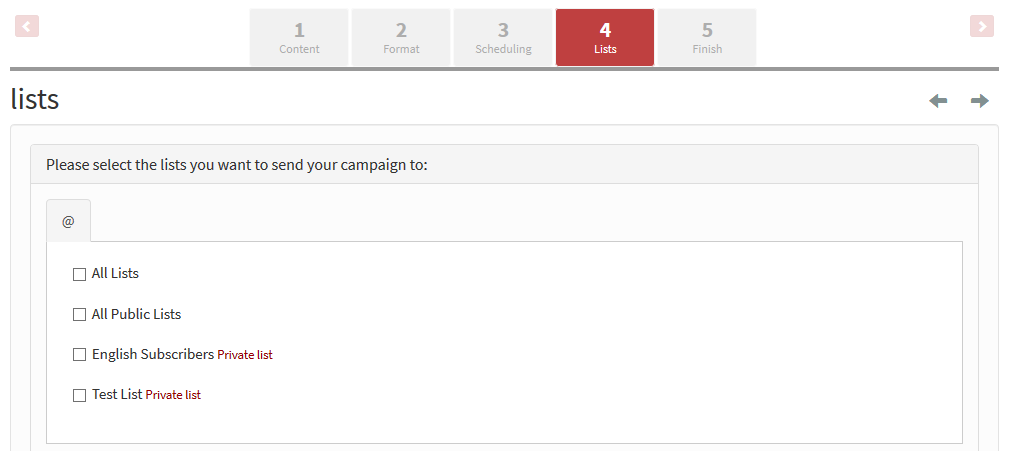 1 2 3 4 5
Content Format Scheduling Lists Finish
lists
Please select the lists you want to send your campaign to:
@
All Lists
All Public Lists
English Subscribers Private list
Test List Private list